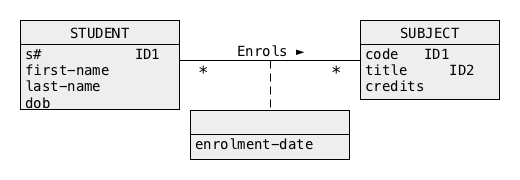 STUDENT
s# ID1
first-name
last-name
dob
Enrols ►
* *
SUBJECT
code ID1
title ID2
credits
enrolment-date